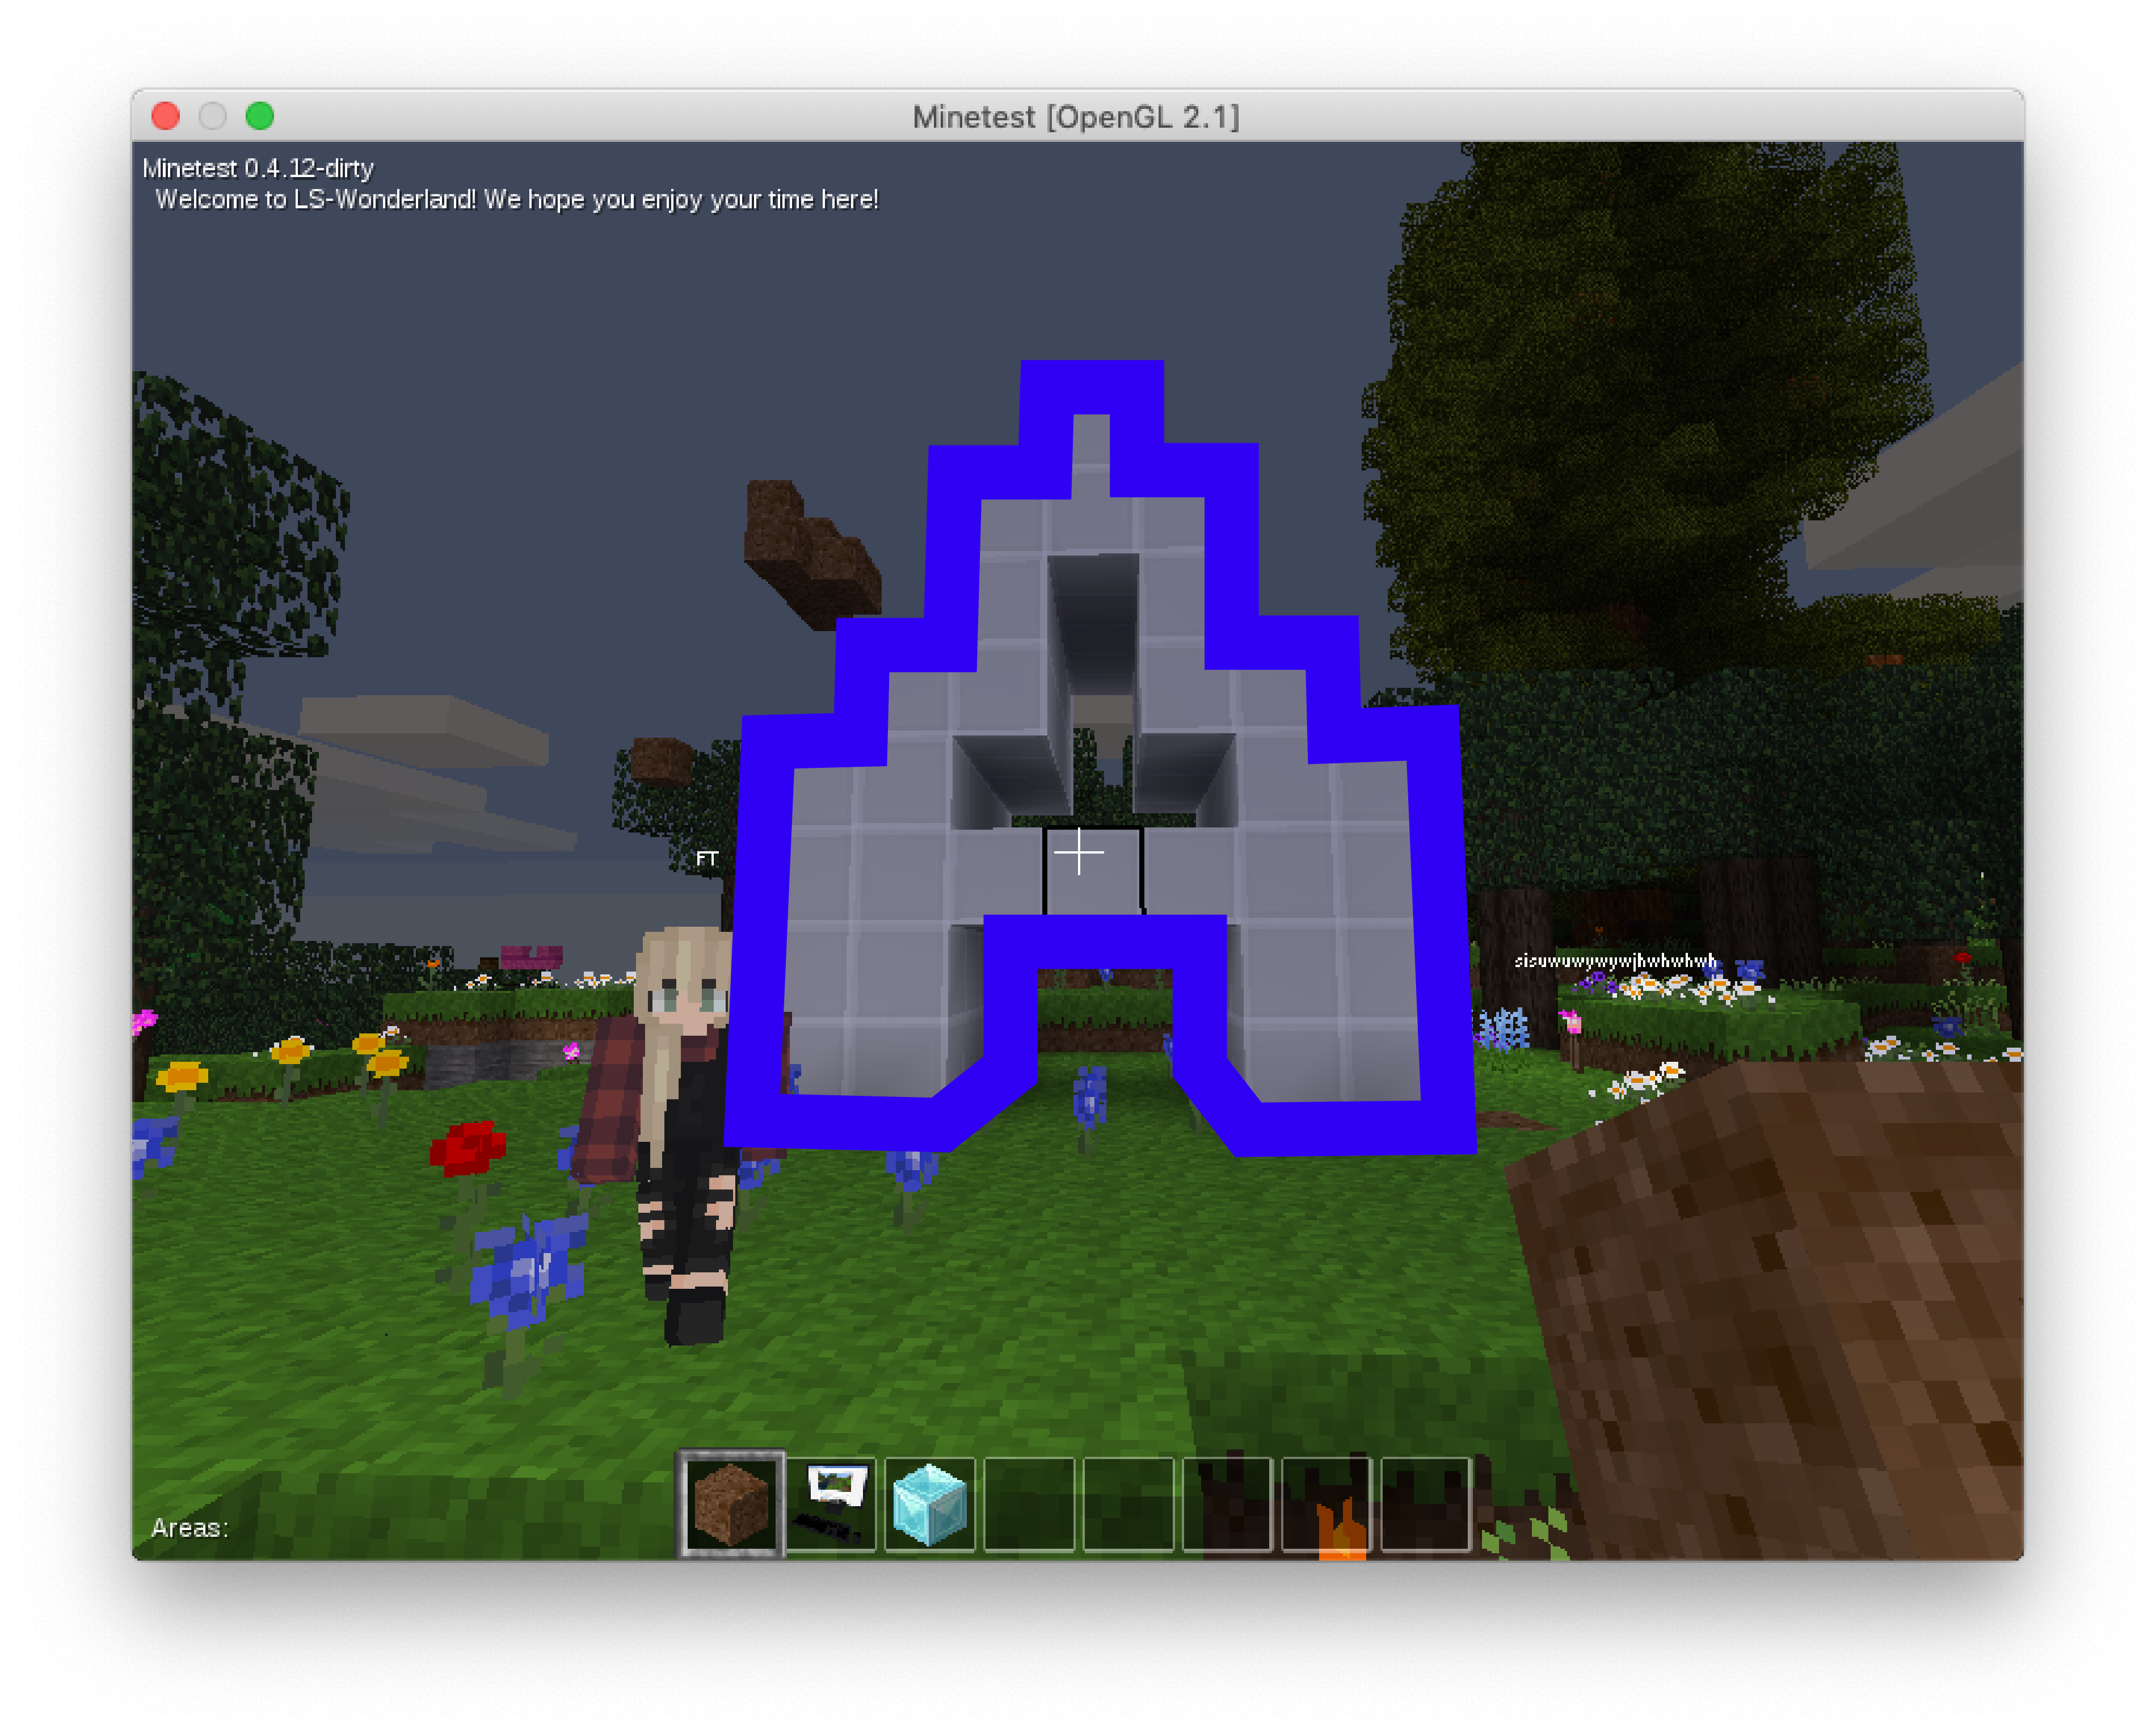 Minetest [OpenGL 2.1]
Minetest 0.4.12-dirty
Welcome to LS-Wonderland! We hope you enjoy your time here!
FT
sisuwuwywywjhwhwhwh
Areas: